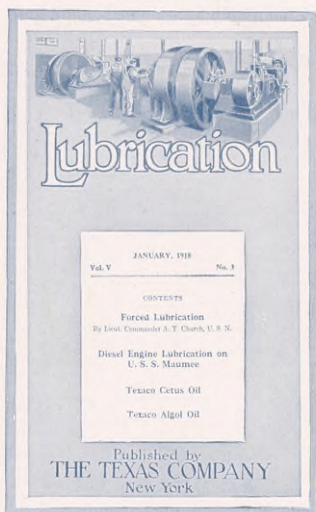 Lubrication
JANUARY, 1918
Vol. V No. 3
CONTENTS
Forced Lubrication
By Lieut. Commander A. T. Church, U. S. N.
Diesel Engine Lubrication on
U. S. S. Maumee
Texaco Cetus Oil
Texaco Algol Oil
Published by
THE TEXAS COMPANY
New York